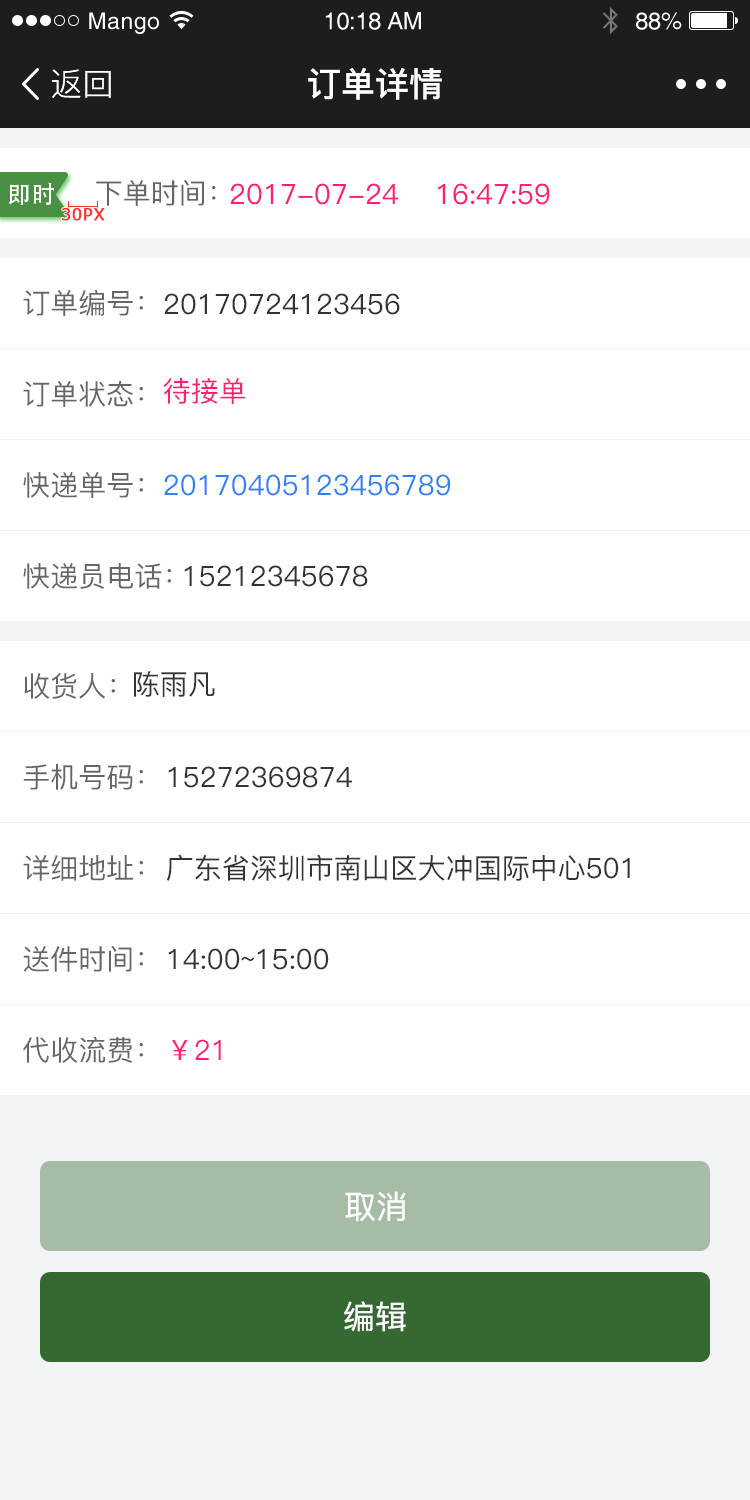 Mango 10:18 AM 88%
返回 订单详情
即时 下单时间：2017-07-24 16:47:59
30PX
订单编号：20170724123456
订单状态：待接单
快递单号：20170405123456789
快递员电话：15212345678
收货人：陈雨凡
手机号码：15272369874
详细地址：广东省深圳市南山区大冲国际中心501
送件时间：14:00~15:00
代收流费：￥21
取消
编辑